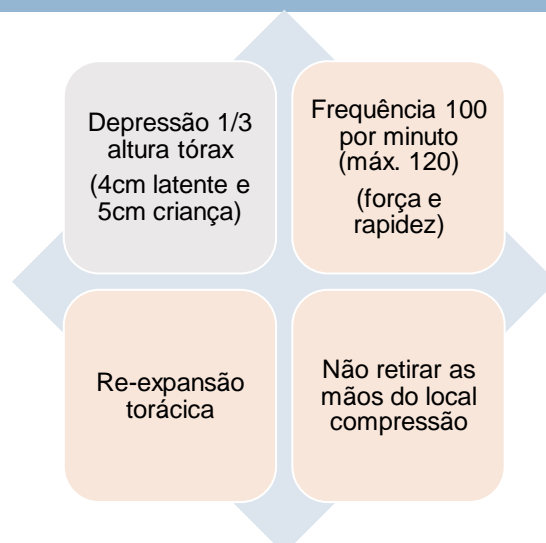 Depressão 1/3
altura tórax
(4cm latente e
5cm criança)
Frequência 100
por minuto
(máx. 120)
(força e
rapidez)
Re-expansão
torácica
Não retirar as
mãos do local
compressão